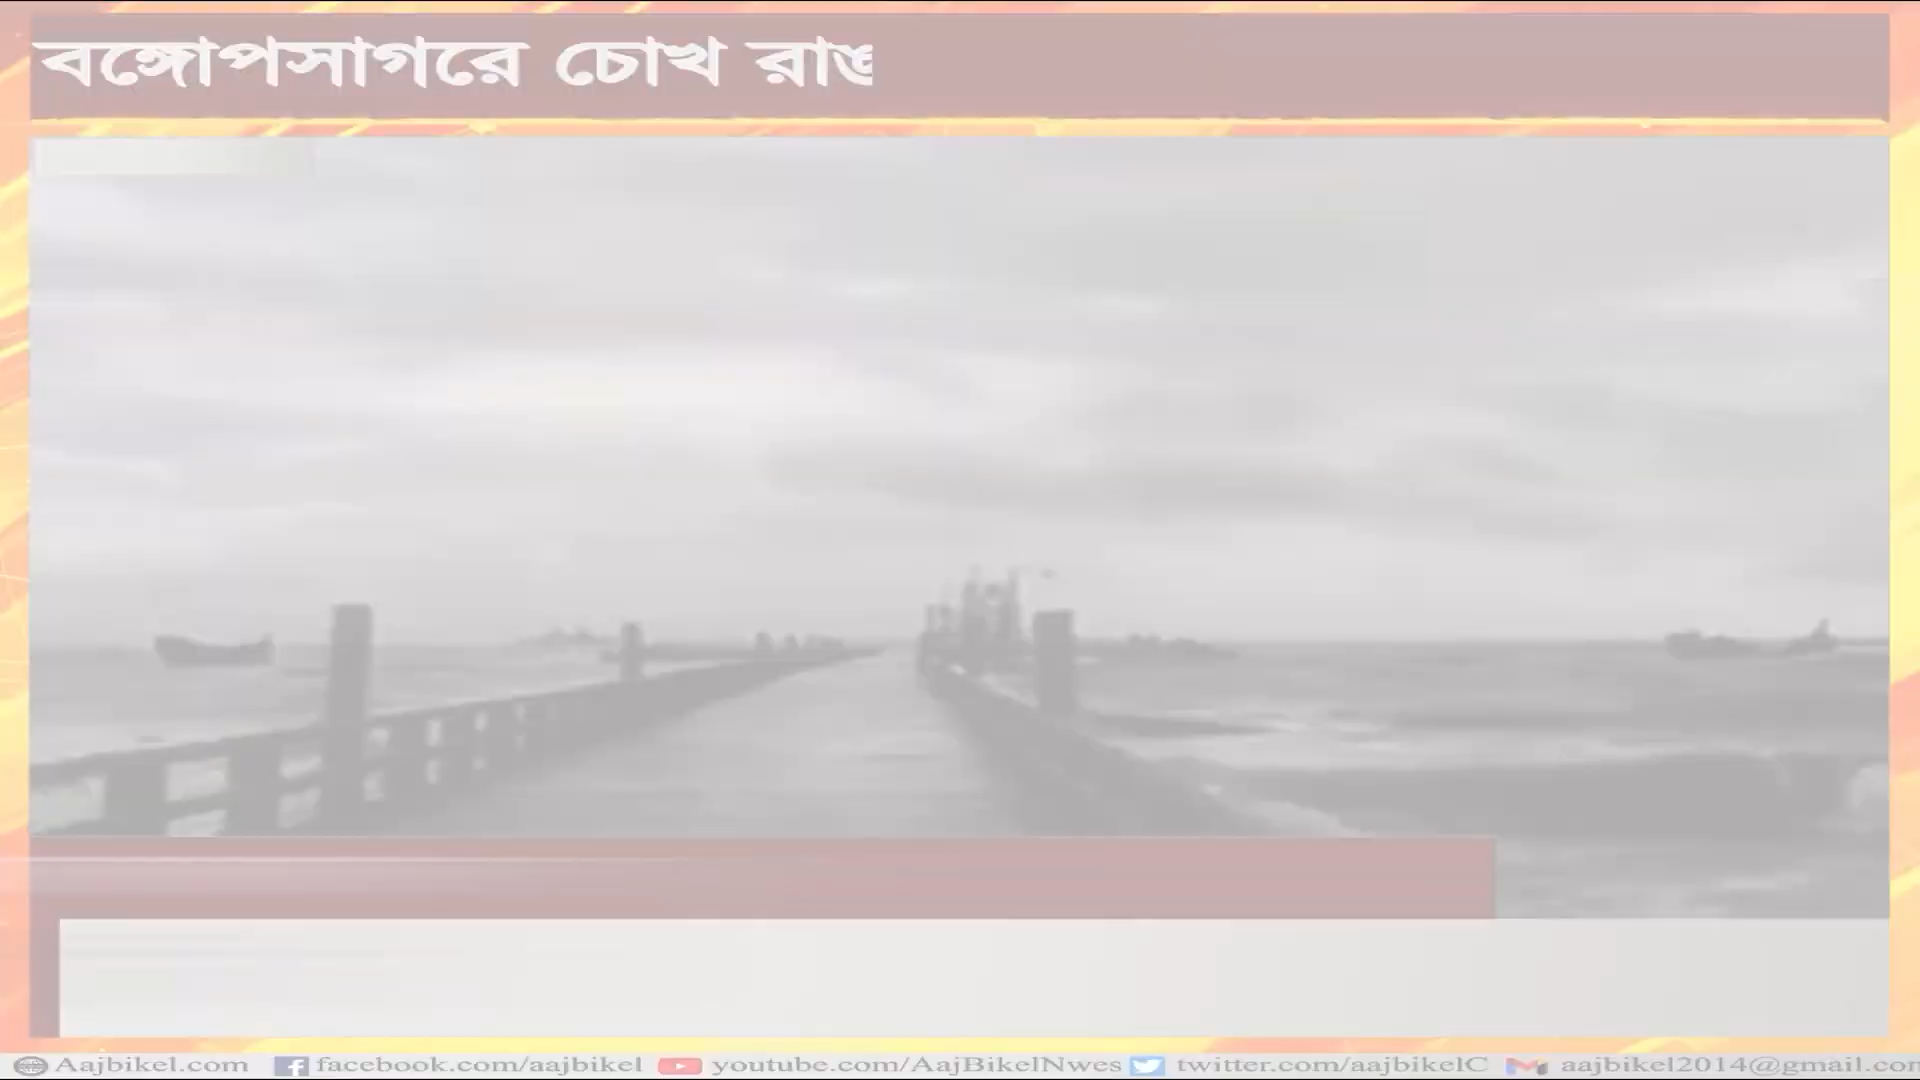 বঙ্গোপসাগরে চোখ
Aajbikel.com facebook.com/aajbikel youtube.com/AajBikelNwes twitter.com/aajbikelC aajbikel2014@gmail.com